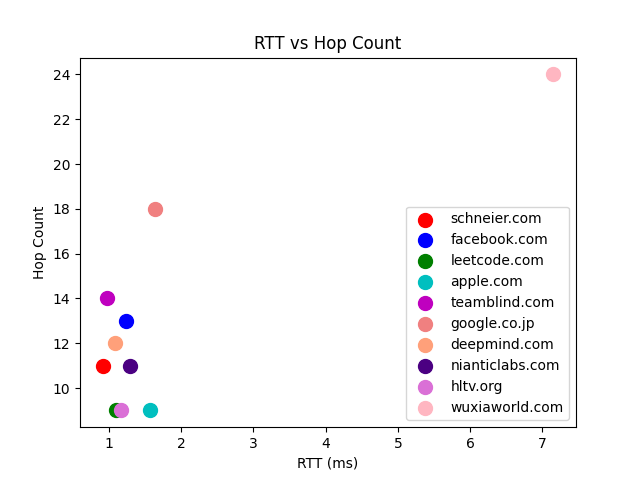 RTT vs Hop Count
Hop Count
24
22
20
18
16
14
12
10
schneier.com
facebook.com
leetcode.com
apple.com
teamblind.com
google.co.jp
deepmind.com
nianticlabs.com
hltv.org
wuxiaworld.com
1 2 3 4 5 6 7
RTT (ms)